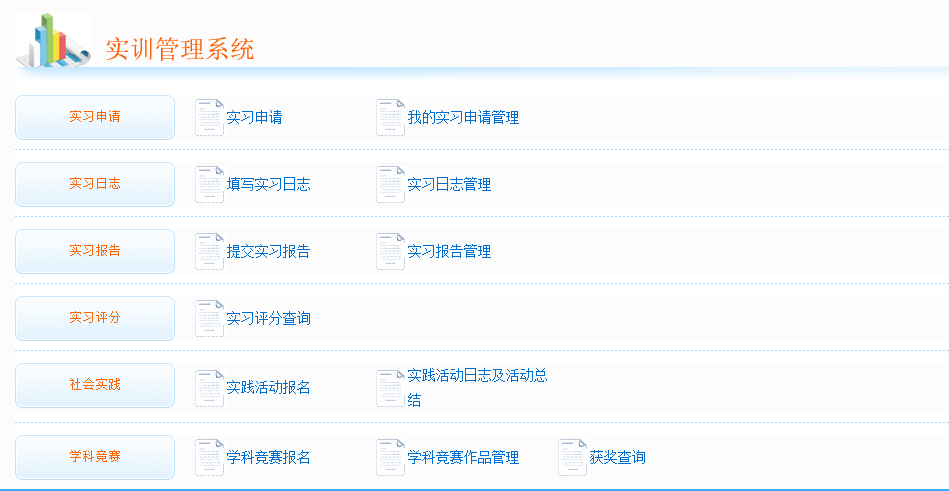 实训管理系统
实习申请 实习申请 我的实习申请管理
实习日志 填写实习日志 实习日志管理
实习报告 提交实习报告 实习报告管理
实习评分 实习评分查询
社会实践 实践活动报名 实践活动日志及活动总
结
学科竞赛 学科竞赛报名 学科竞赛作品管理 获奖查询